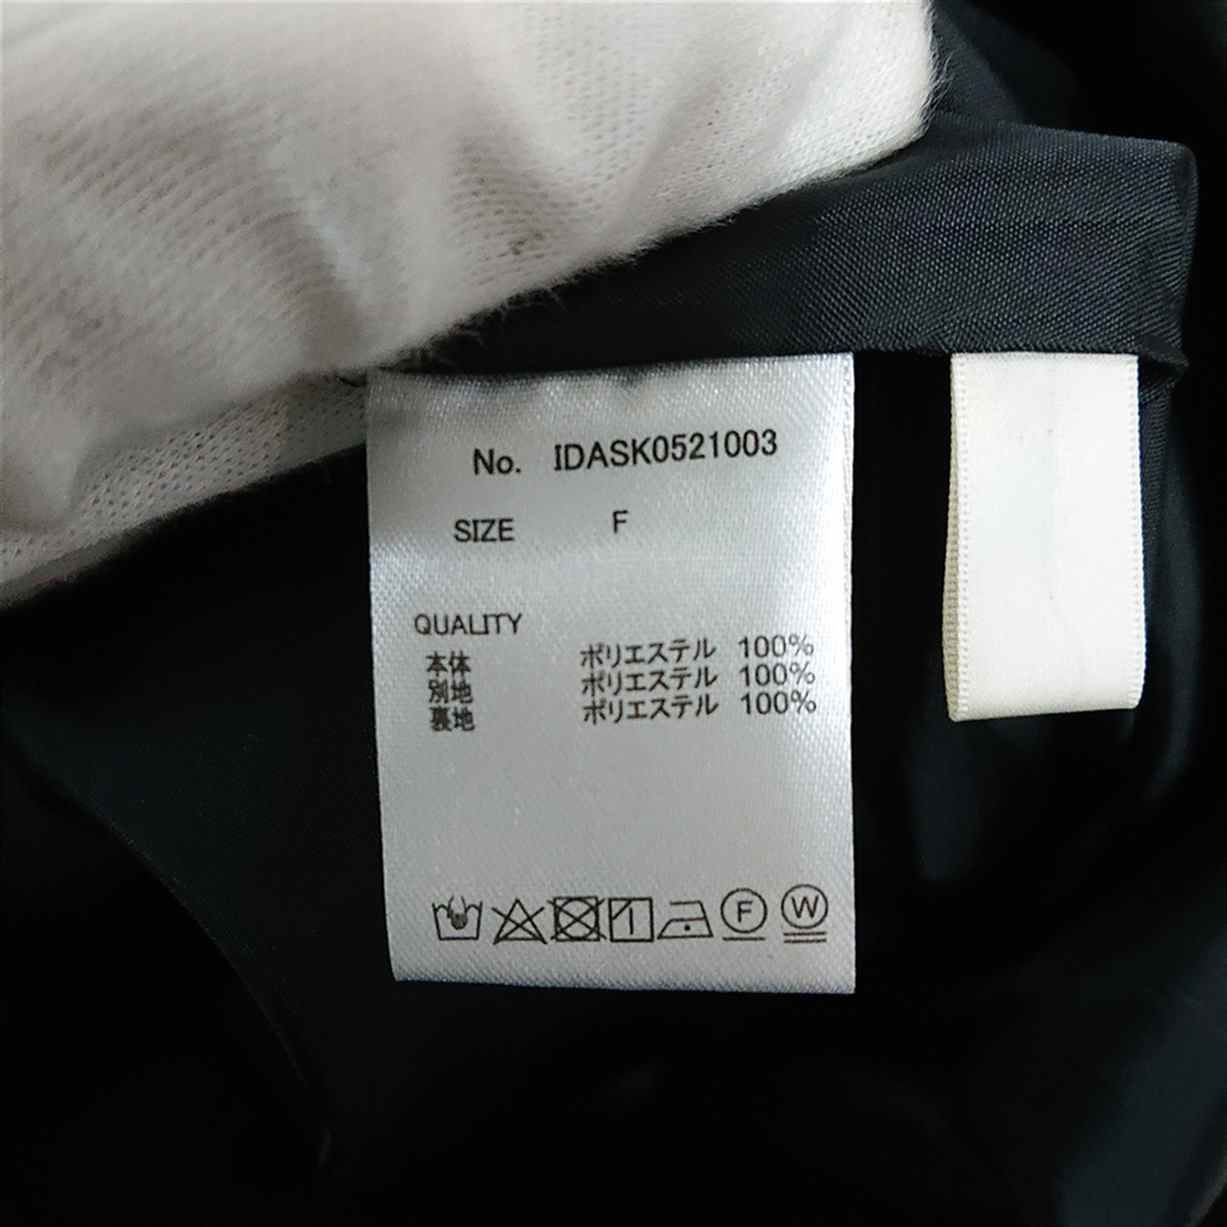 No. IDASK0521003
SIZE F
QUALITY
本体 ポリエステル 100%
別地 ポリエステル 100%
裏地 ポリエステル 100%
F W